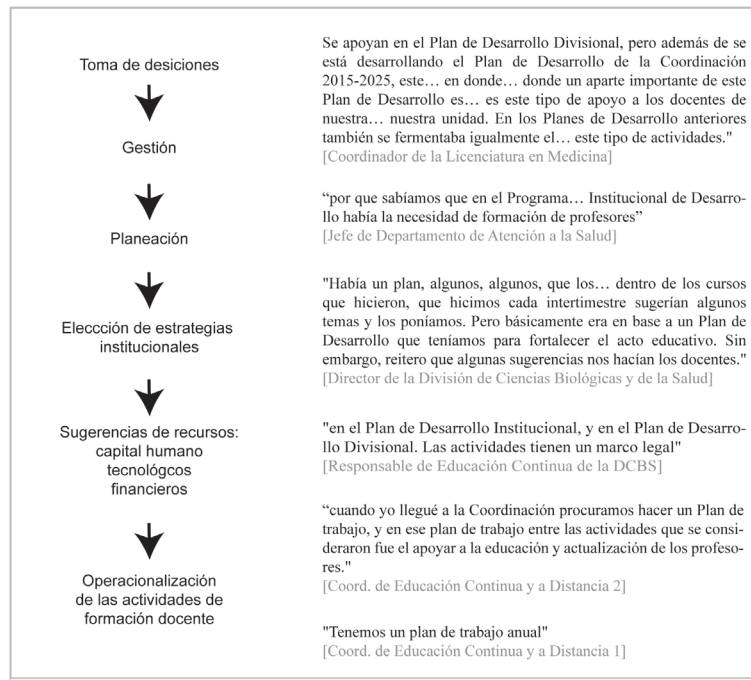 Toma de desiciones
Gestión
Planeación
Eleccción de estrategias
institucionales
Sugerencias de recursos:
capital humano
tecnológcos
financieros
Operacionalización
de las actividades de
formación docente
Se apoyan en el Plan de Desarrollo Divisional, pero además de se
está desarrollando el Plan de Desarrollo de la Coordinación
2015-2025, este… en donde… donde un aparte importante de este
Plan de Desarrollo es… es este tipo de apoyo a los docentes de
nuestra… nuestra unidad. En los Planes de Desarrollo anteriores
también se fermentaba igualmente el… este tipo de actividades."
[Coordinador de la Licenciatura en Medicina]
“por que sabíamos que en el Programa… Institucional de Desarro-
llo había la necesidad de formación de profesores”
[Jefe de Departamento de Atención a la Salud]
"Había un plan, algunos, algunos, que los… dentro de los cursos
que hicieron, que hicimos cada intertimestre sugerían algunos
temas y los poníamos. Pero básicamente era en base a un Plan de
Desarrollo que teníamos para fortalecer el acto educativo. Sin
embargo, reitero que algunas sugerencias nos hacían los docentes."
[Director de la División de Ciencias Biológicas y de la Salud]
"en el Plan de Desarrollo Institucional, y en el Plan de Desarro-
llo Divisional. Las actividades tienen un marco legal"
[Responsable de Educación Continua de la DCBS]
“cuando yo llegué a la Coordinación procuramos hacer un Plan de
trabajo, y en ese plan de trabajo entre las actividades que se consi-
deraron fue el apoyar a la educación y actualización de los profeso-
res."
[Coord. de Educación Continua y a Distancia 2]
"Tenemos un plan de trabajo anual"
[Coord. de Educación Continua y a Distancia 1]